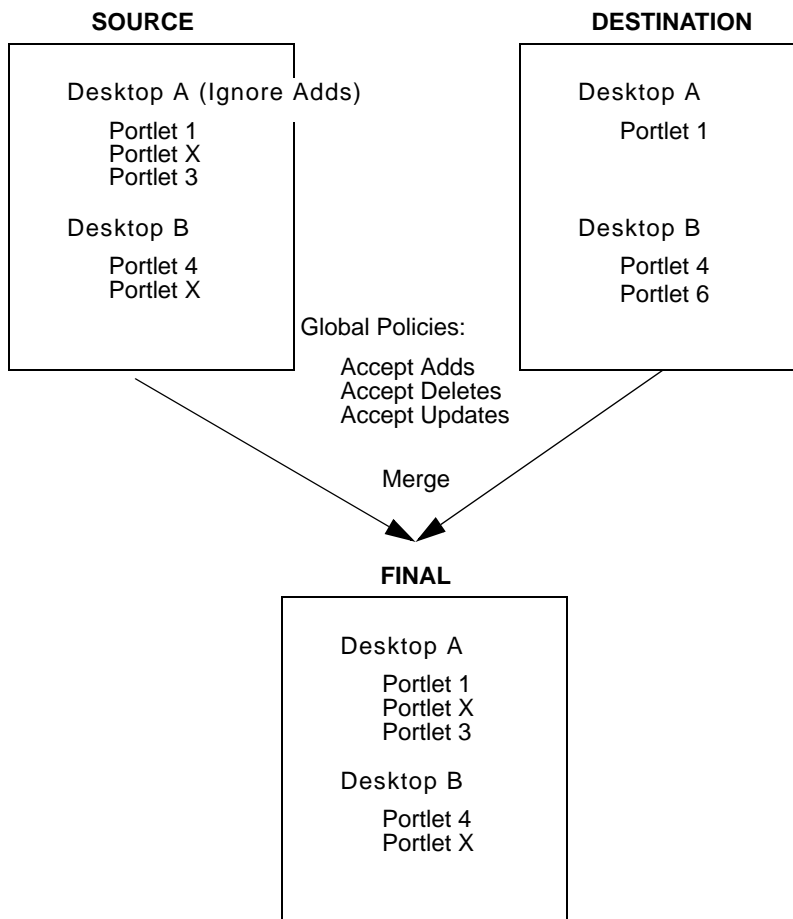 SOURCE
Desktop A (Ignore Adds)
Portlet 1
Portlet X
Portlet 3
Desktop B
Portlet 4
Portlet X
DESTINATION
Desktop A
Portlet 1
Desktop B
Portlet 4
Portlet 6
Global Policies:
Accept Adds
Accept Deletes
Accept Updates
Merge
FINAL
Desktop A
Portlet 1
Portlet X
Portlet 3
Desktop B
Portlet 4
Portlet X